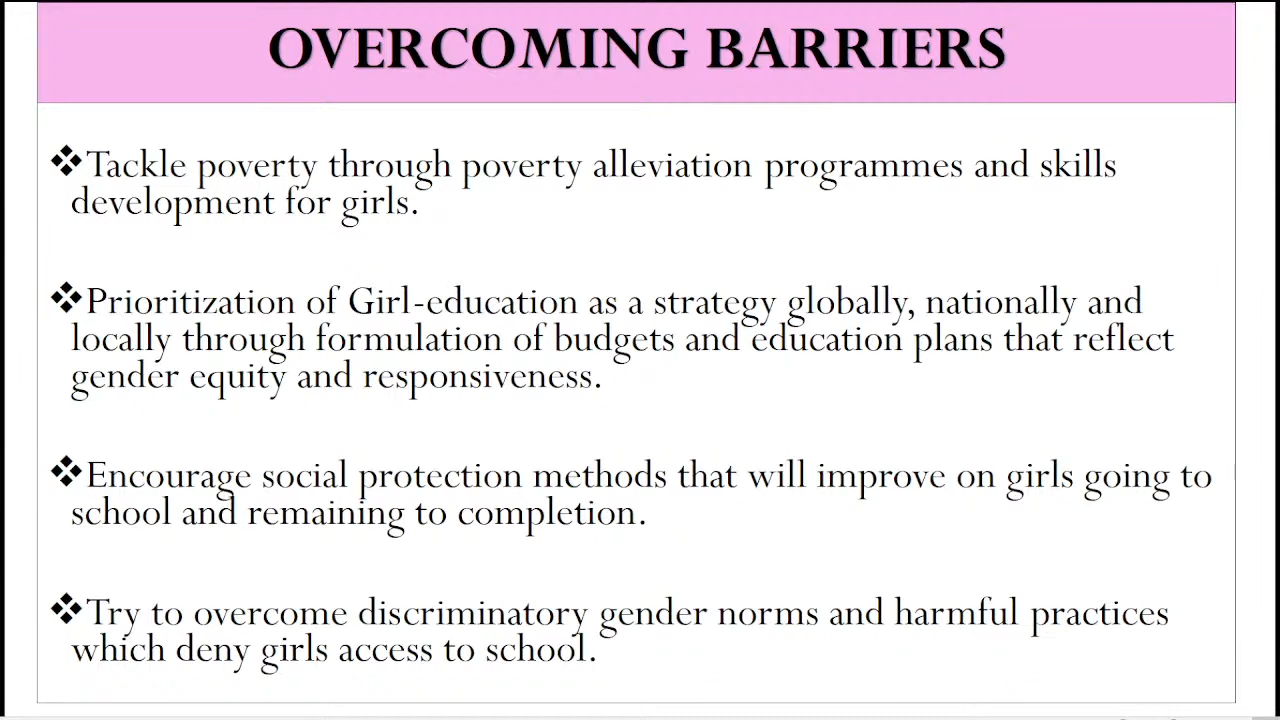 OVERCOMING BARRIERS
❖Tackle poverty through poverty alleviation programmes and skills
development for girls.
❖Prioritization of Girl-education as a strategy globally, nationally and
locally through formulation of budgets and education plans that reflect
gender equity and responsiveness.
❖Encourage social protection methods that will improve on girls going to
school and remaining to completion.
❖Try to overcome discriminatory gender norms and harmful practices
which deny girls access to school.